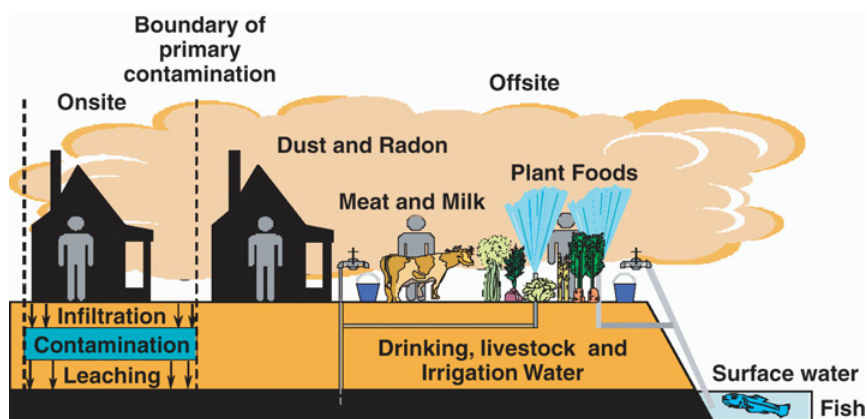 Boundary of
primary
contamination
Onsite
Offsite
Dust and Radon
Meat and Milk
Plant Foods
Infiltration
Contamination
Leaching
Drinking, livestock and
Irrigation Water
Surface water
Fish